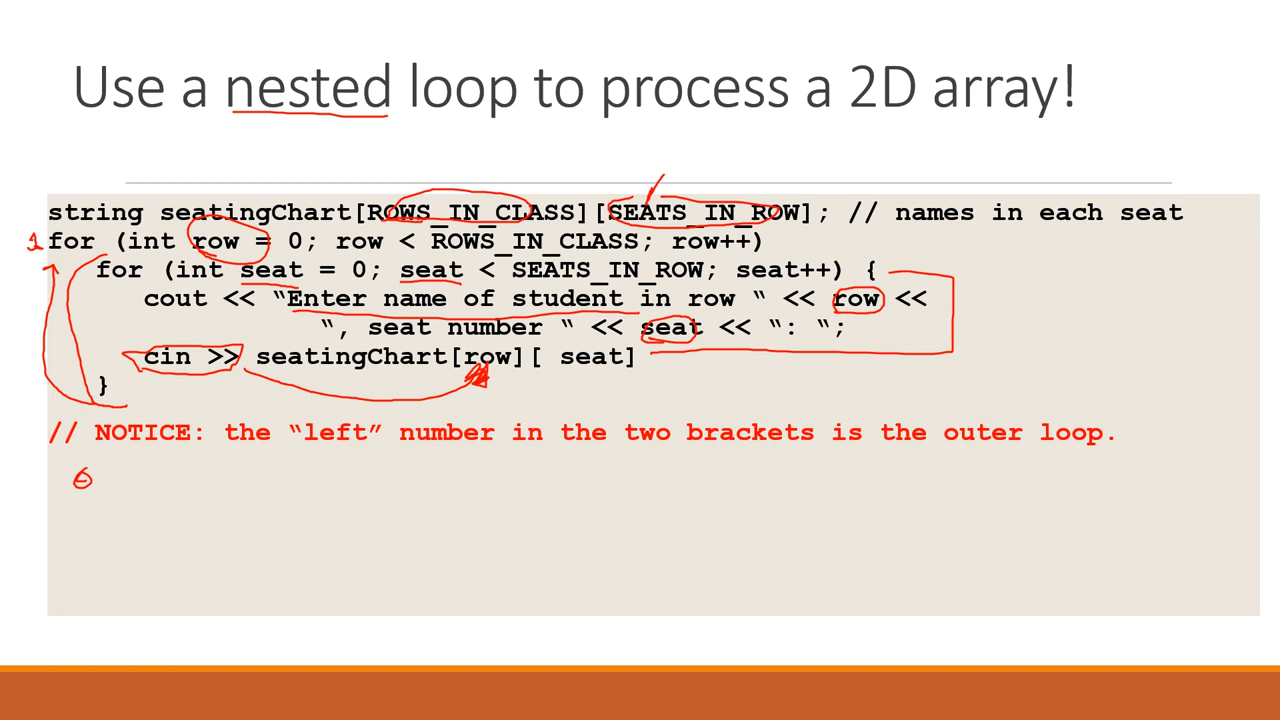 Use a nested loop to process a 2D array!
string seatingChart[ROWS_IN_CLASS][SEATS_IN_ROW]; // names in each seat
for (int row = 0; row < ROWS_IN_CLASS; row++)
for (int seat = 0; seat < SEATS_IN_ROW; seat++) {
cout << “Enter name of student in row “ << row <<
“, seat number “ << seat << “: “;
cin >> seatingChart[row][ seat]
}
// NOTICE: the “left” number in the two brackets is the outer loop.